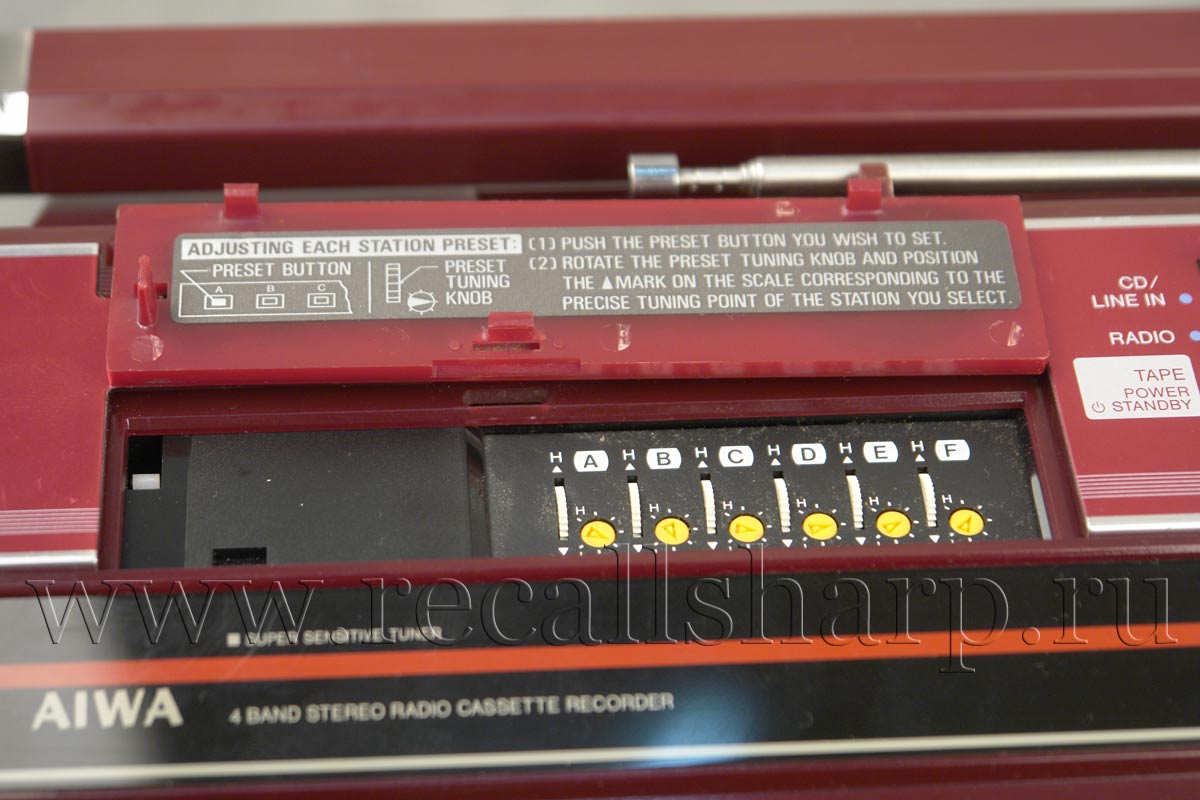 ADJUSTING EACH STATION PRESET:
PRESET BUTTON
A B C
PRESET
TUNING
KNOB
(1) PUSH THE PRESET BUTTON YOU WISH TO SET.
(2) ROTATE THE PRESET TUNING KNOB AND POSITION
THE ▲MARK ON THE SCALE CORRESPONDING TO THE
PRECISE TUNING POINT OF THE STATION YOU SELECT.
CD/
LINE IN
RADIO
TAPE
POWER
⏻ STANDBY
H A H B H C H D H E H F
H H H H H H
www.recallsharp.ru
■ SUPER SENSITIVE TUNER
AIWA
4 BAND STEREO RADIO CASSETTE RECORDER